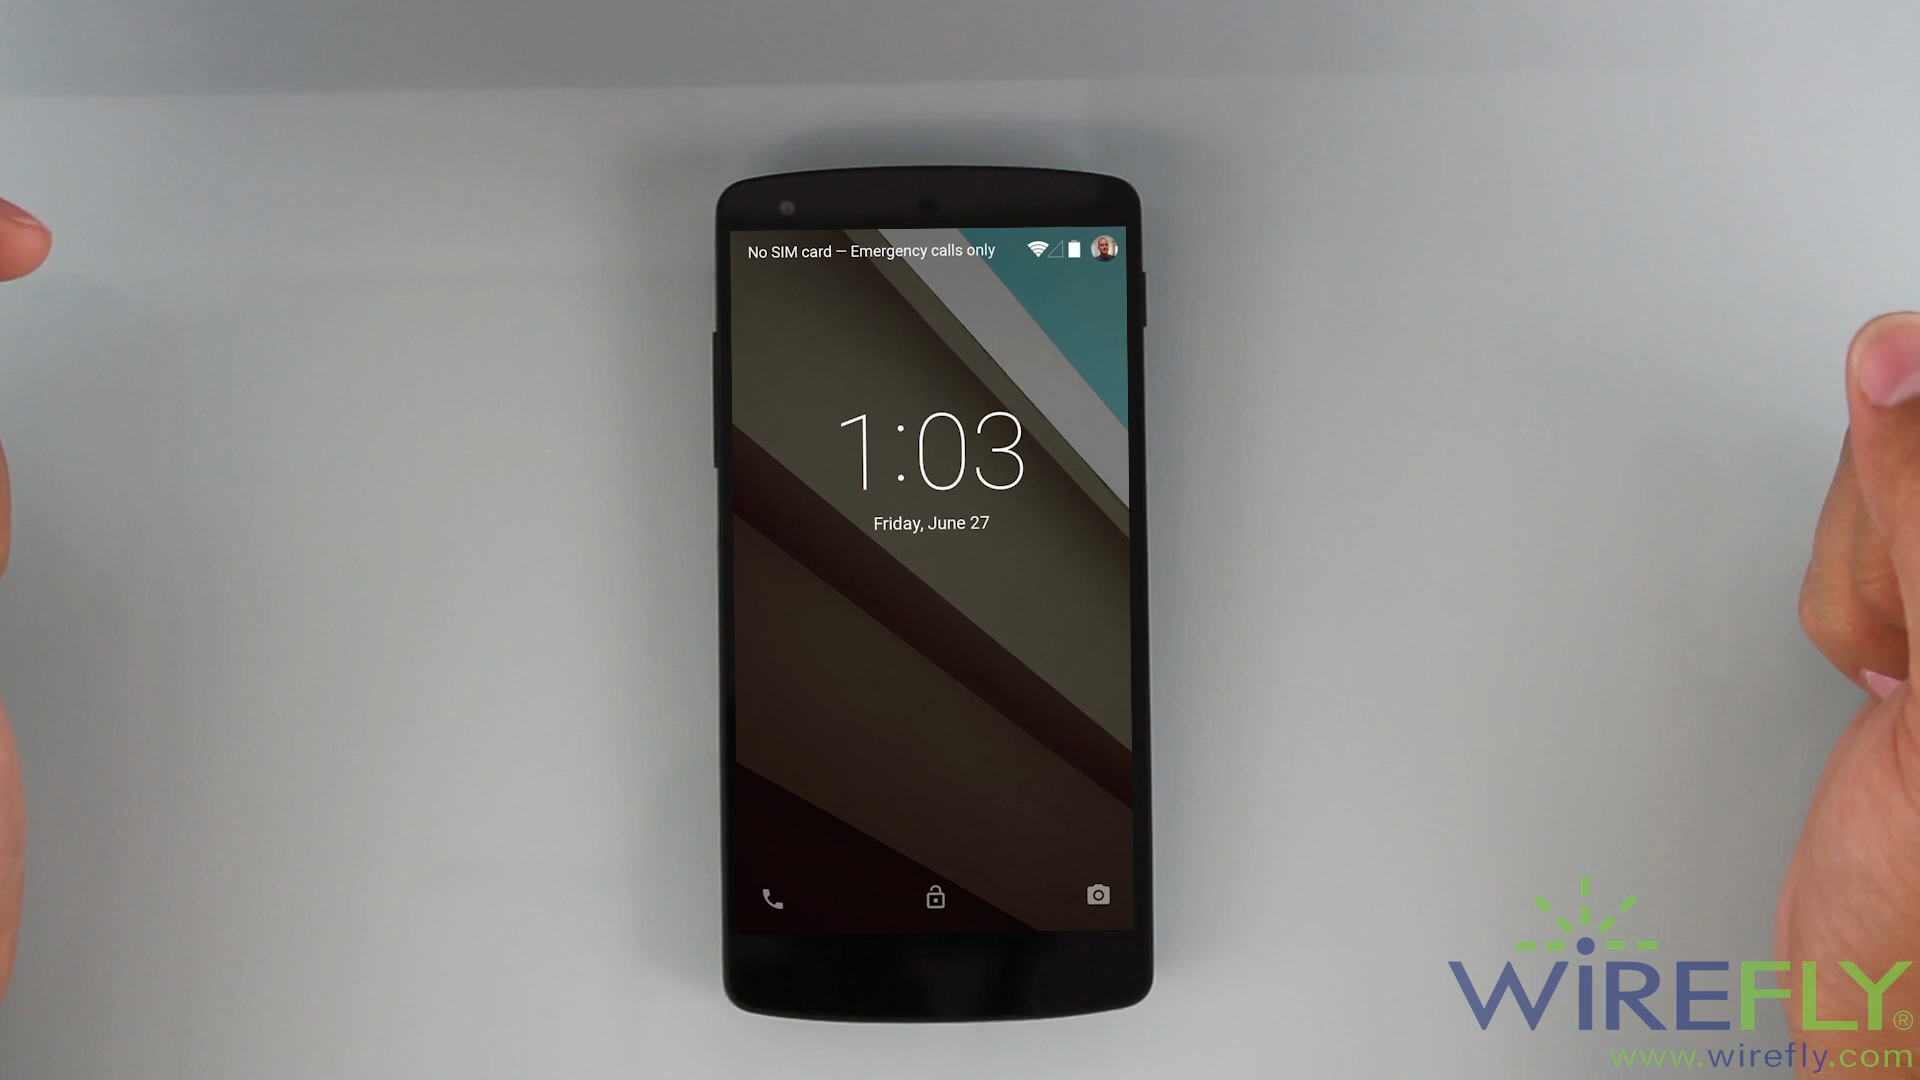 No SIM card — Emergency calls only
1:03
Friday, June 27
WIREFLY®
www.wirefly.com